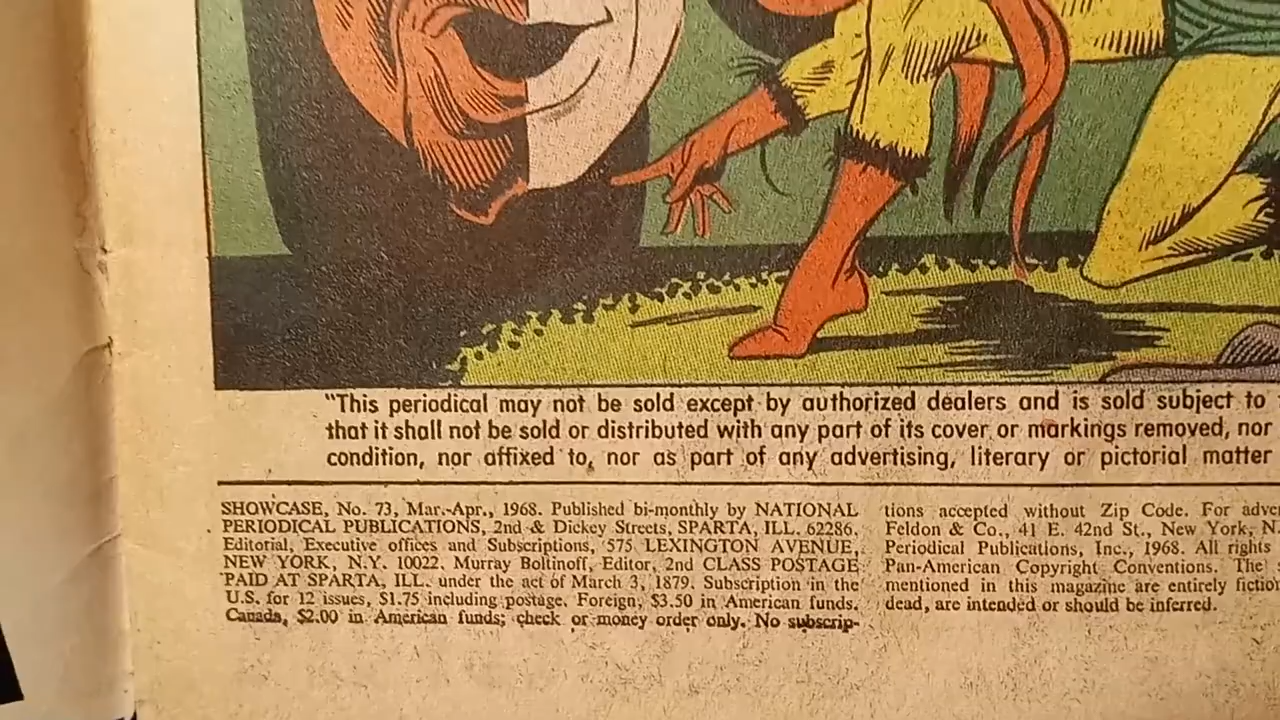 "This periodical may not be sold except by authorized dealers and is sold subject to
that it shall not be sold or distributed with any part of its cover or markings removed, nor
condition, nor affixed to, nor as part of any advertising, literary or pictorial matter
SHOWCASE, No. 73, Mar.-Apr., 1968. Published bi-monthly by NATIONAL
PERIODICAL PUBLICATIONS, 2nd & Dickey Streets, SPARTA, ILL. 62286.
Editorial, Executive offices and Subscriptions, 575 LEXINGTON AVENUE,
NEW YORK, N.Y. 10022. Murray Boltinoff, Editor, 2nd CLASS POSTAGE
PAID AT SPARTA, ILL. under the act of March 3, 1879. Subscription in the
U.S. for 12 issues, $1.75 including postage. Foreign, $3.50 in American funds.
Canada, $2.00 in American funds; check or money order only. No subscrip-
tions accepted without Zip Code. For adve
Feldon & Co., 41 E. 42nd St., New York, N.
Periodical Publications, Inc., 1968. All rights
Pan-American Copyright Conventions. The
mentioned in this magazine are entirely fictio
dead, are intended or should be inferred.